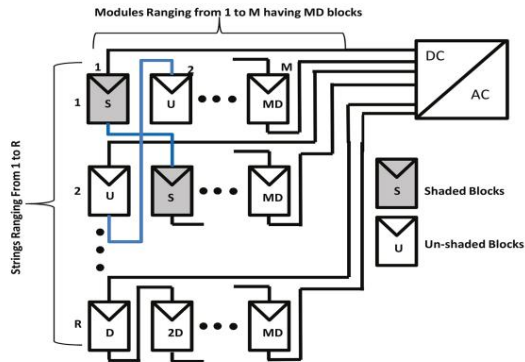 Modules Ranging from 1 to M having MD blocks
1 2 M
1 S U MD
DC
AC
Strings Ranging From 1 to R
2 U S MD
S Shaded Blocks
U Un-shaded Blocks
R D 2D MD